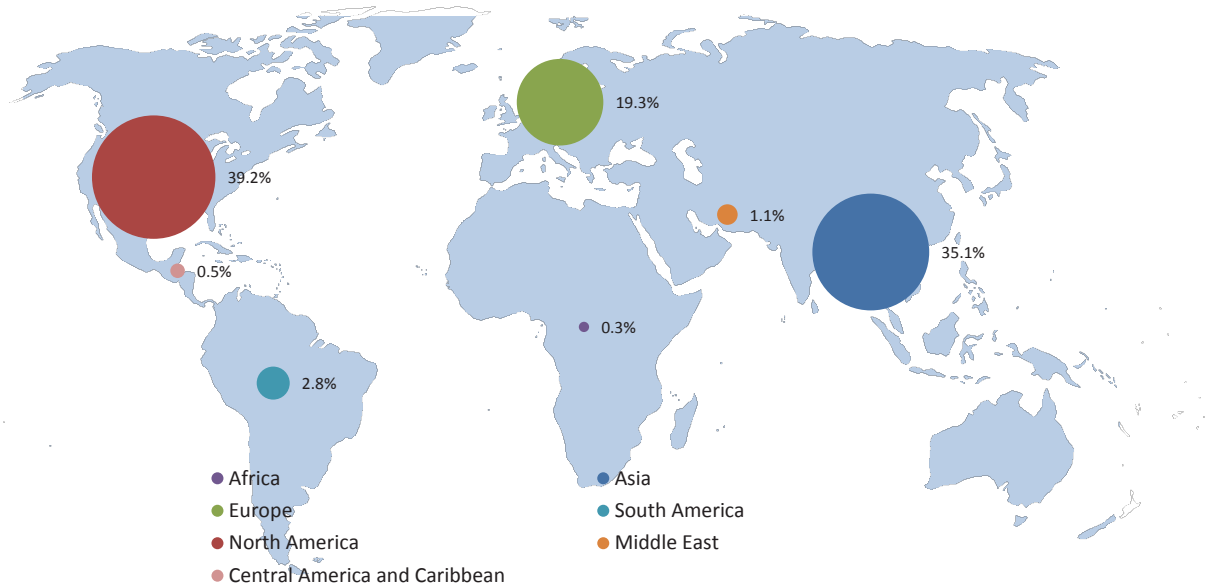 19.3%
39.2%
1.1%
35.1%
0.5%
0.3%
2.8%
Africa
Europe
North America
Central America and Caribbean
Asia
South America
Middle East